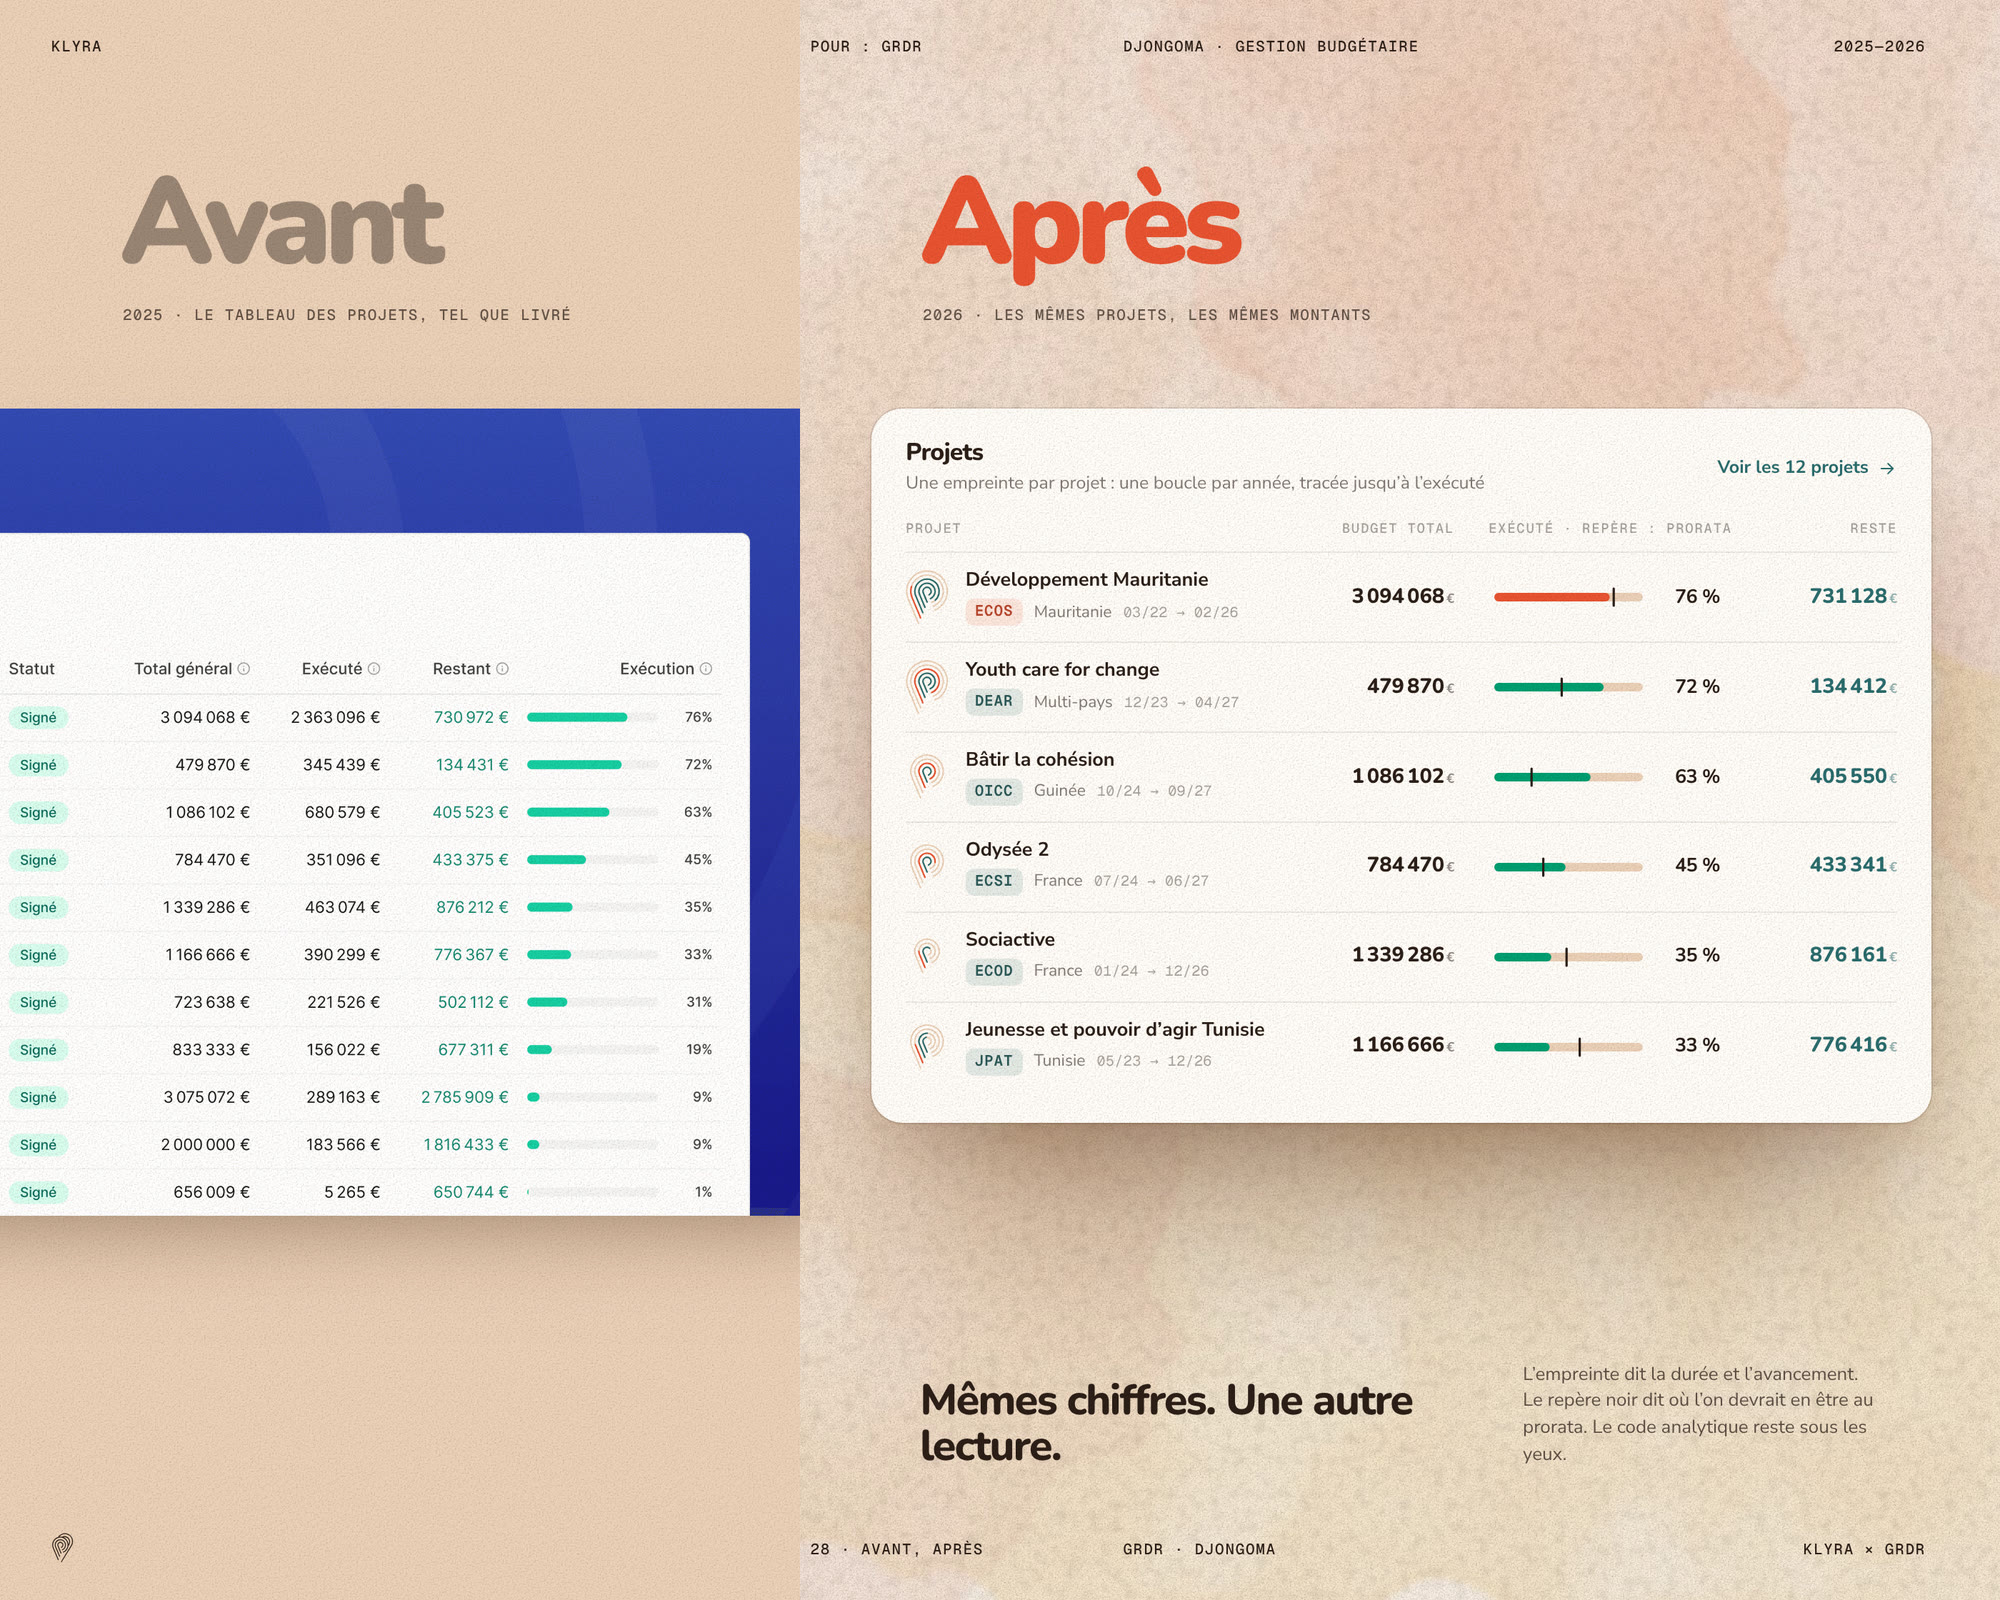 KLYRA
POUR : GRDR
DJONGOMA · GESTION BUDGÉTAIRE
2025–2026
Avant
2025 · LE TABLEAU DES PROJETS, TEL QUE LIVRÉ
Statut Total général Exécuté Restant Exécution
Signé 3 094 068 € 2 363 096 € 730 972 € 76%
Signé 479 870 € 345 439 € 134 431 € 72%
Signé 1 086 102 € 680 579 € 405 523 € 63%
Signé 784 470 € 351 096 € 433 375 € 45%
Signé 1 339 286 € 463 074 € 876 212 € 35%
Signé 1 166 666 € 390 299 € 776 367 € 33%
Signé 723 638 € 221 526 € 502 112 € 31%
Signé 833 333 € 156 022 € 677 311 € 19%
Signé 3 075 072 € 289 163 € 2 785 909 € 9%
Signé 2 000 000 € 183 566 € 1 816 433 € 9%
Signé 656 009 € 5 265 € 650 744 € 1%
Après
2026 · LES MÊMES PROJETS, LES MÊMES MONTANTS
Projets
Une empreinte par projet : une boucle par année, tracée jusqu’à l’exécuté
Voir les 12 projets →
PROJET BUDGET TOTAL EXÉCUTÉ · REPÈRE : PRORATA RESTE
Développement Mauritanie
ECOS Mauritanie 03/22 → 02/26
3 094 068 € 76 % 731 128 €
Youth care for change
DEAR Multi-pays 12/23 → 04/27
479 870 € 72 % 134 412 €
Bâtir la cohésion
OICC Guinée 10/24 → 09/27
1 086 102 € 63 % 405 550 €
Odysée 2
ECSI France 07/24 → 06/27
784 470 € 45 % 433 341 €
Sociactive
ECOD France 01/24 → 12/26
1 339 286 € 35 % 876 161 €
Jeunesse et pouvoir d’agir Tunisie
JPAT Tunisie 05/23 → 12/26
1 166 666 € 33 % 776 416 €
Mêmes chiffres. Une autre
lecture.
L’empreinte dit la durée et l’avancement.
Le repère noir dit où l’on devrait en être au
prorata. Le code analytique reste sous les
yeux.
28 · AVANT, APRÈS
GRDR · DJONGOMA
KLYRA × GRDR